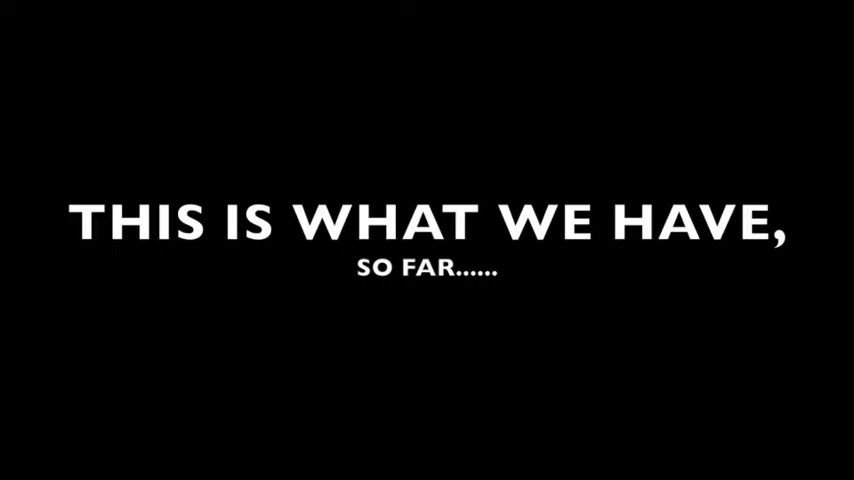 THIS IS WHAT WE HAVE,
SO FAR......